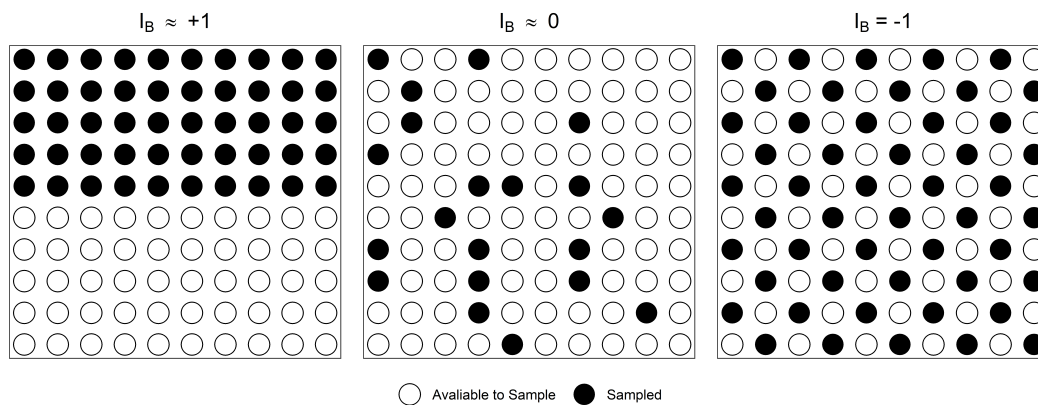 I_B ≈ +1
I_B ≈ 0
I_B = -1
Avaliable to Sample
Sampled